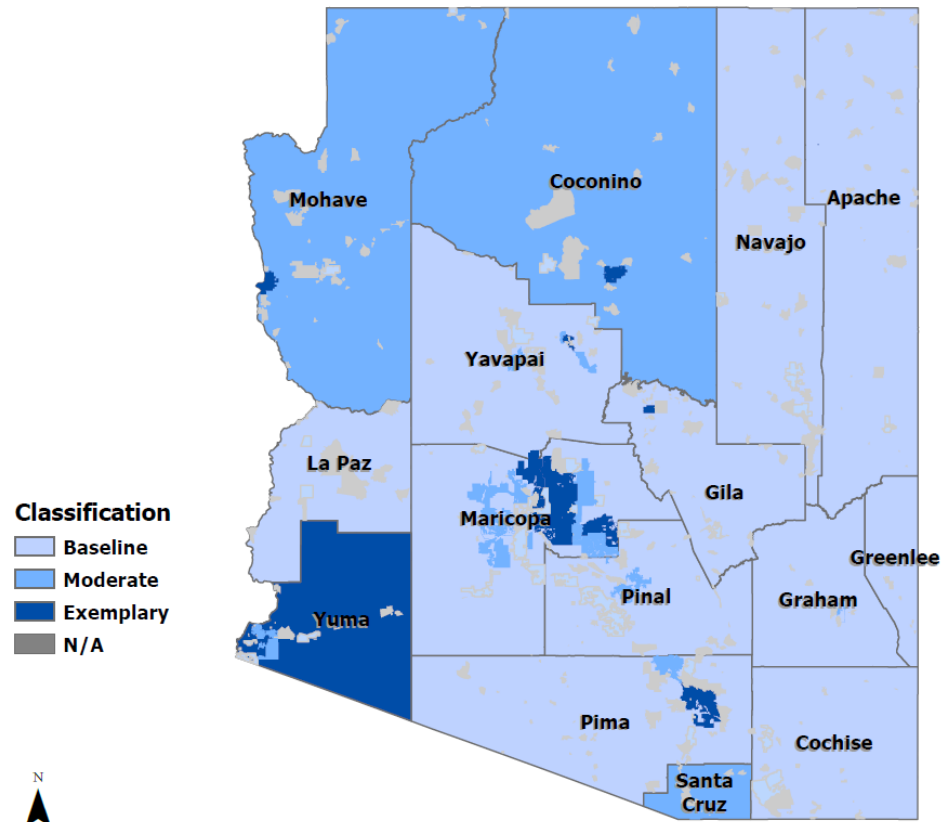 Mohave
Coconino
Apache
Navajo
Yavapai
La Paz
Gila
Maricopa
Greenlee
Pinal
Graham
Yuma
Pima
Cochise
Santa
Cruz
Classification
Baseline
Moderate
Exemplary
N/A
N